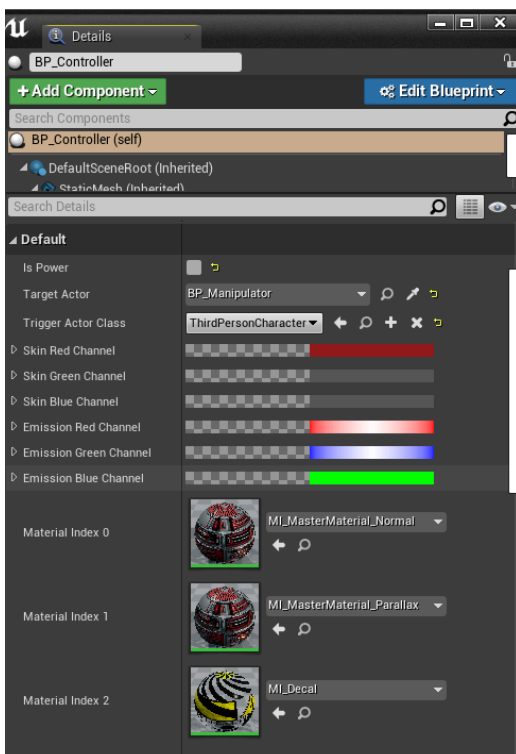 Details
BP_Controller
+ Add Component
Edit Blueprint
Search Components
BP_Controller (self)
DefaultSceneRoot (Inherited)
StaticMesh (Inherited)
Search Details
Default
Is Power
Target Actor BP_Manipulator
Trigger Actor Class ThirdPersonCharacter
Skin Red Channel
Skin Green Channel
Skin Blue Channel
Emission Red Channel
Emission Green Channel
Emission Blue Channel
Material Index 0 MI_MasterMaterial_Normal
Material Index 1 MI_MasterMaterial_Parallax
Material Index 2 MI_Decal